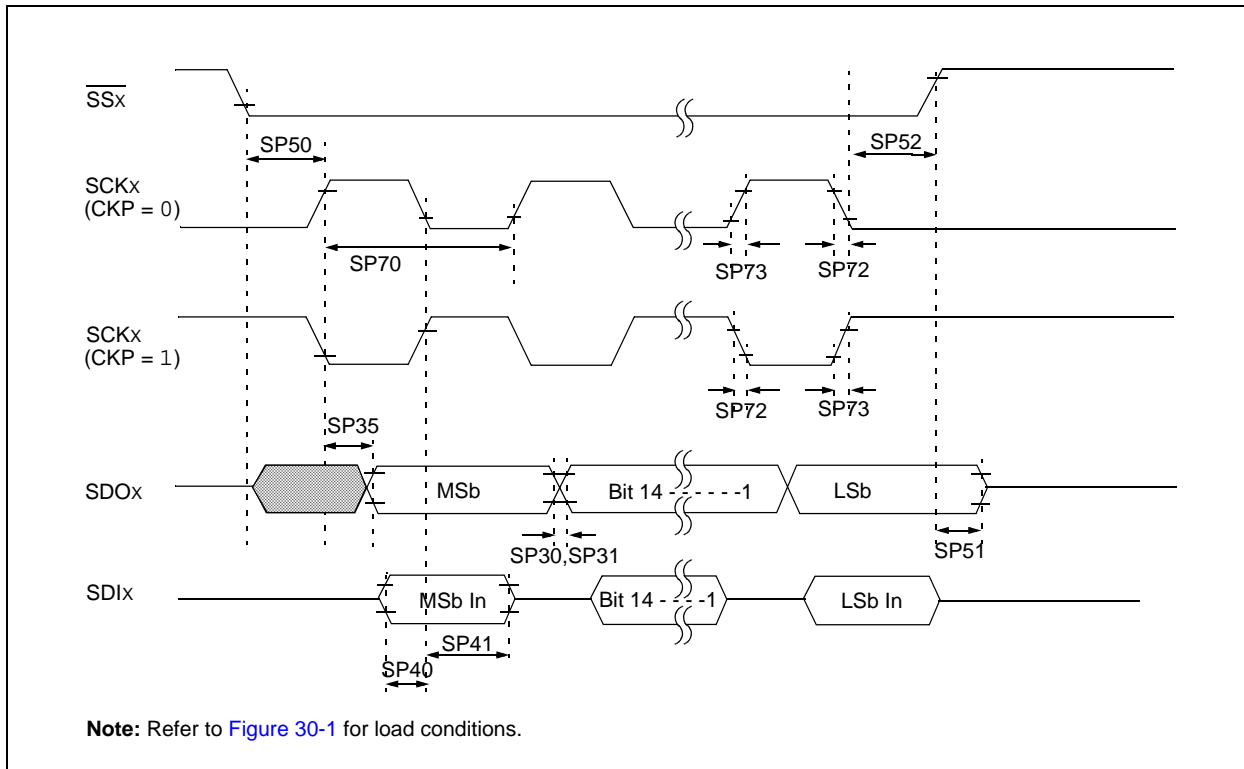 SSX
SP50
SP52
SCKX
(CKP = 0)
SP70
SP73
SP72
SCKX
(CKP = 1)
SP72
SP73
SP35
SDOX
MSb
Bit 14 - - - - - -1
LSb
SP30,SP31
SP51
SDIX
MSb In
Bit 14 - - - -1
LSb In
SP41
SP40
Note: Refer to Figure 30-1 for load conditions.